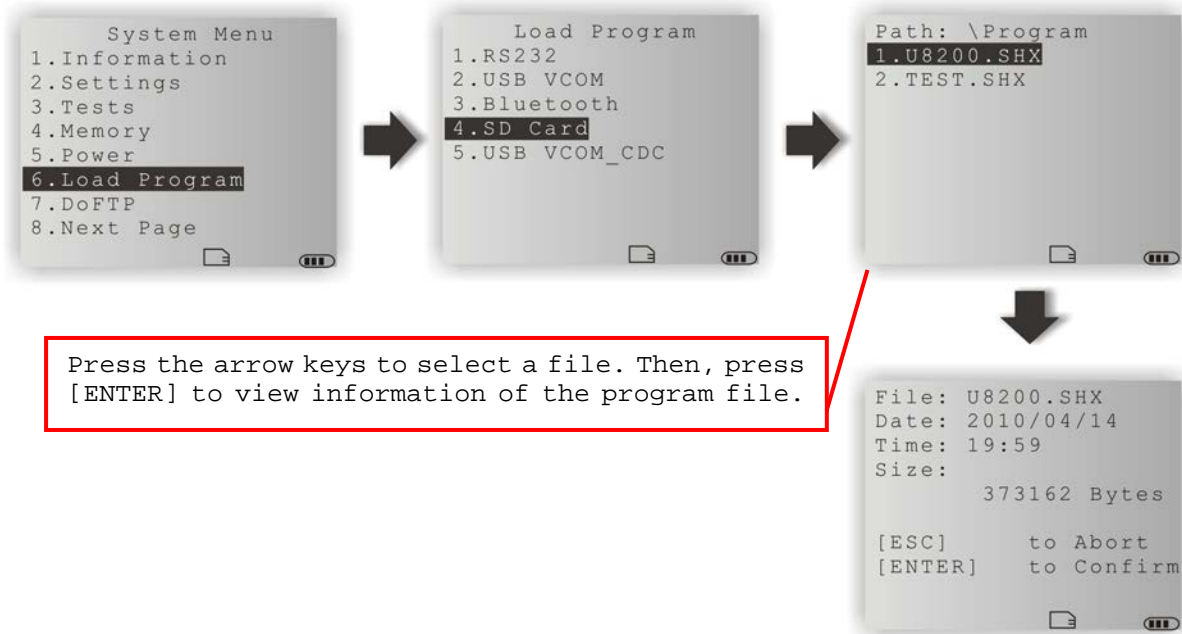 System Menu
1.Information
2.Settings
3.Tests
4.Memory
5.Power
6.Load Program
7.DoFTP
8.Next Page
Load Program
1.RS232
2.USB VCOM
3.Bluetooth
4.SD Card
5.USB VCOM_CDC
Path: \Program
1.U8200.SHX
2.TEST.SHX
Press the arrow keys to select a file. Then, press
[ENTER] to view information of the program file.
File: U8200.SHX
Date: 2010/04/14
Time: 19:59
Size:
373162 Bytes
[ESC] to Abort
[ENTER] to Confirm